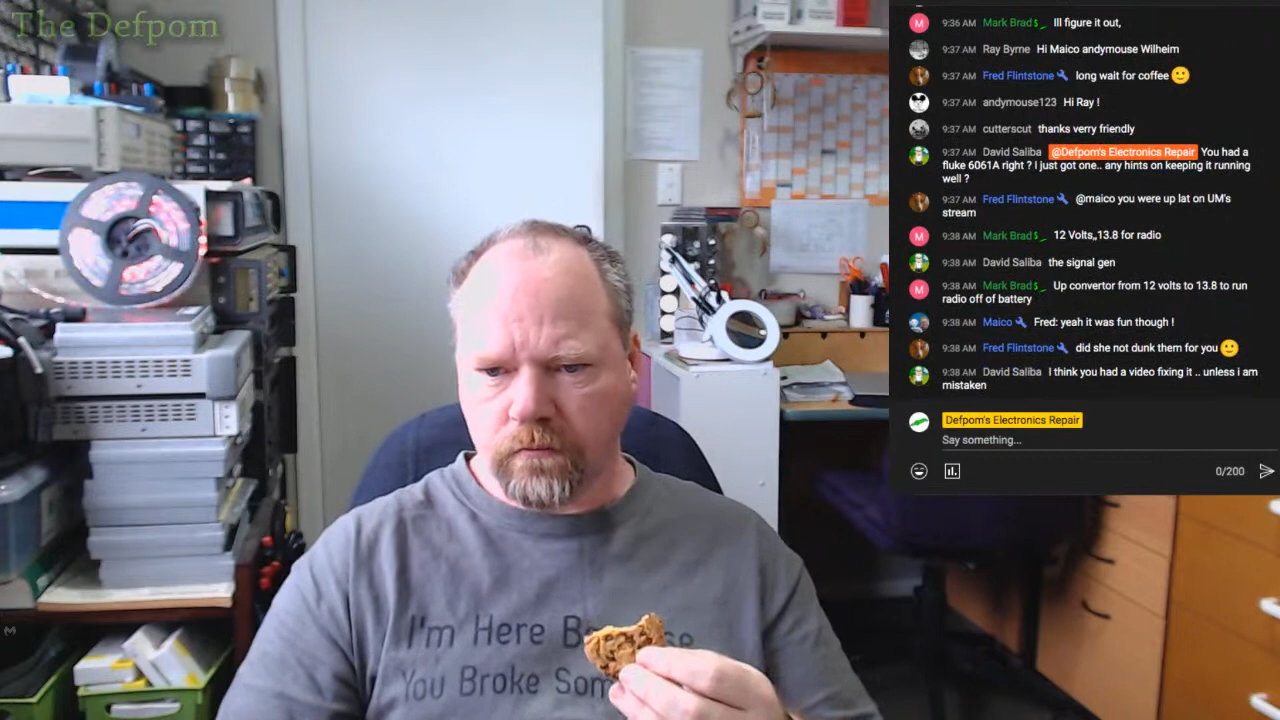 The Defpom
9:36 AM Mark Brad$ Ill figure it out,
9:37 AM Ray Byrne Hi Maico andymouse Wilheim
9:37 AM Fred Flintstone long wait for coffee 🙂
9:37 AM andymouse123 Hi Ray !
9:37 AM cutterscut thanks verry friendly
9:37 AM David Saliba @Defpom's Electronics Repair You had a
fluke 6061A right ? I just got one.. any hints on keeping it running
well ?
9:37 AM Fred Flintstone @maico you were up lat on UM's
stream
9:38 AM Mark Brad$ 12 Volts,,13.8 for radio
9:38 AM David Saliba the signal gen
9:38 AM Mark Brad$ Up convertor from 12 volts to 13.8 to run
radio off of battery
9:38 AM Maico Fred: yeah it was fun though !
9:38 AM Fred Flintstone did she not dunk them for you 🙂
9:38 AM David Saliba I think you had a video fixing it .. unless i am
mistaken
Defpom's Electronics Repair
Say something...
0/200
I'm Here B se
You Broke Som